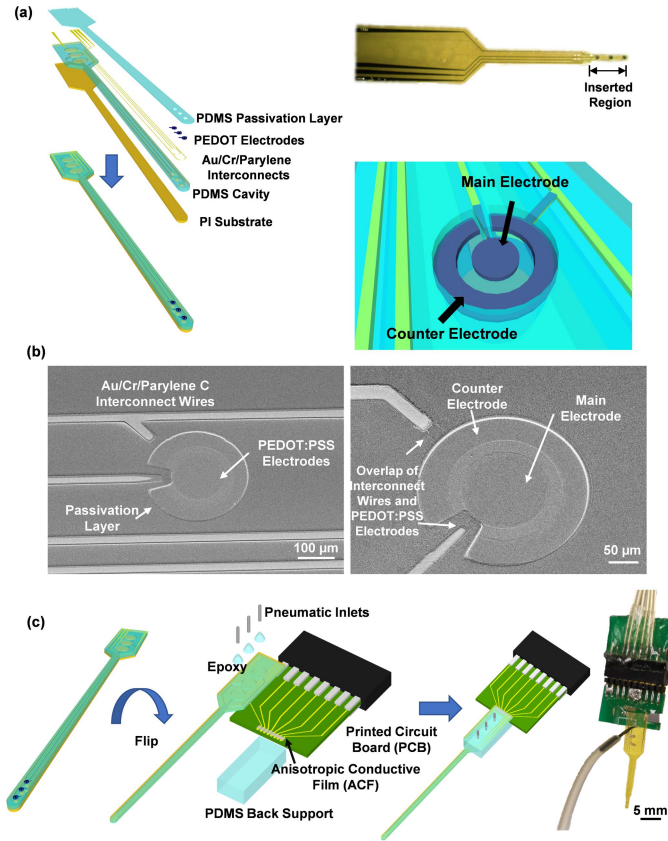 (a)
PDMS Passivation Layer
PEDOT Electrodes
Au/Cr/Parylene
Interconnects
PDMS Cavity
PI Substrate
Inserted
Region
Main Electrode
Counter Electrode
(b)
Au/Cr/Parylene C
Interconnect Wires
PEDOT:PSS
Electrodes
Passivation
Layer
100 μm
Counter
Electrode
Main
Electrode
Overlap of
Interconnect
Wires and
PEDOT:PSS
Electrodes
50 μm
(c)
Flip
Pneumatic Inlets
Epoxy
Printed Circuit
Board (PCB)
Anisotropic Conductive
Film (ACF)
PDMS Back Support
5 mm